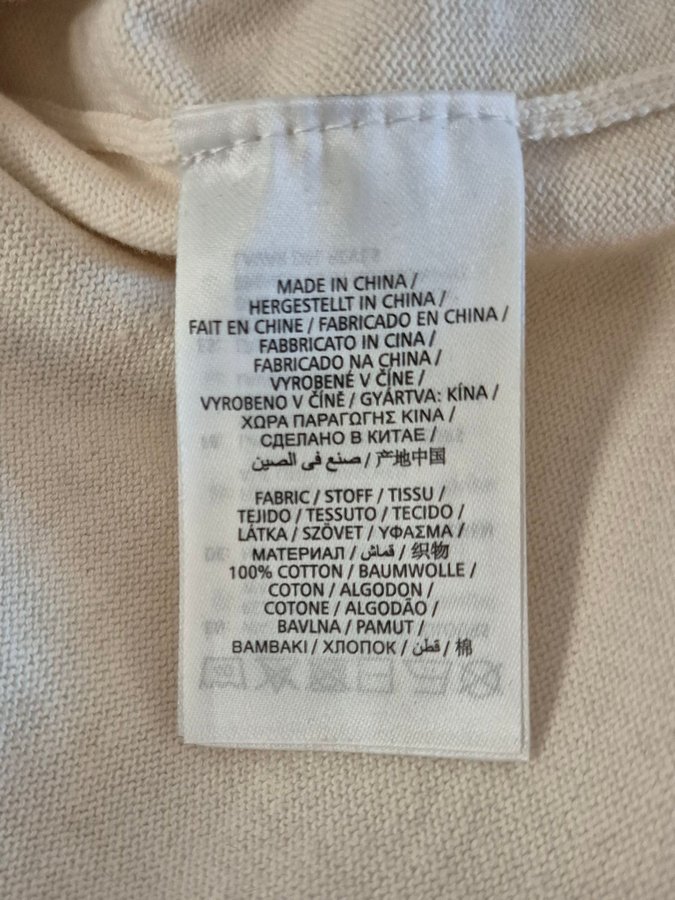 MADE IN CHINA /
HERGESTELLT IN CHINA /
FAIT EN CHINE / FABRICADO EN CHINA /
FABBRICATO IN CINA /
FABRICADO NA CHINA /
VYROBENÉ V ČÍNE /
VYROBENO V ČÍNĚ / GYÁRTVA: KÍNA /
ΧΩΡΑ ΠΑΡΑΓΩΓΗΣ ΚΙΝΑ /
СДЕЛАНО В КИТАЕ /
صنع في الصين / 产地中国
FABRIC / STOFF / TISSU /
TEJIDO / TESSUTO / TECIDO /
LÁTKA / SZÖVET / ΥΦΑΣΜΑ /
МАТЕРИАЛ / قماش / 织物
100% COTTON / BAUMWOLLE /
COTON / ALGODON /
COTONE / ALGODÃO /
BAVLNA / PAMUT /
ΒΑΜΒΑΚΙ / ХЛОПОК / قطن / 棉